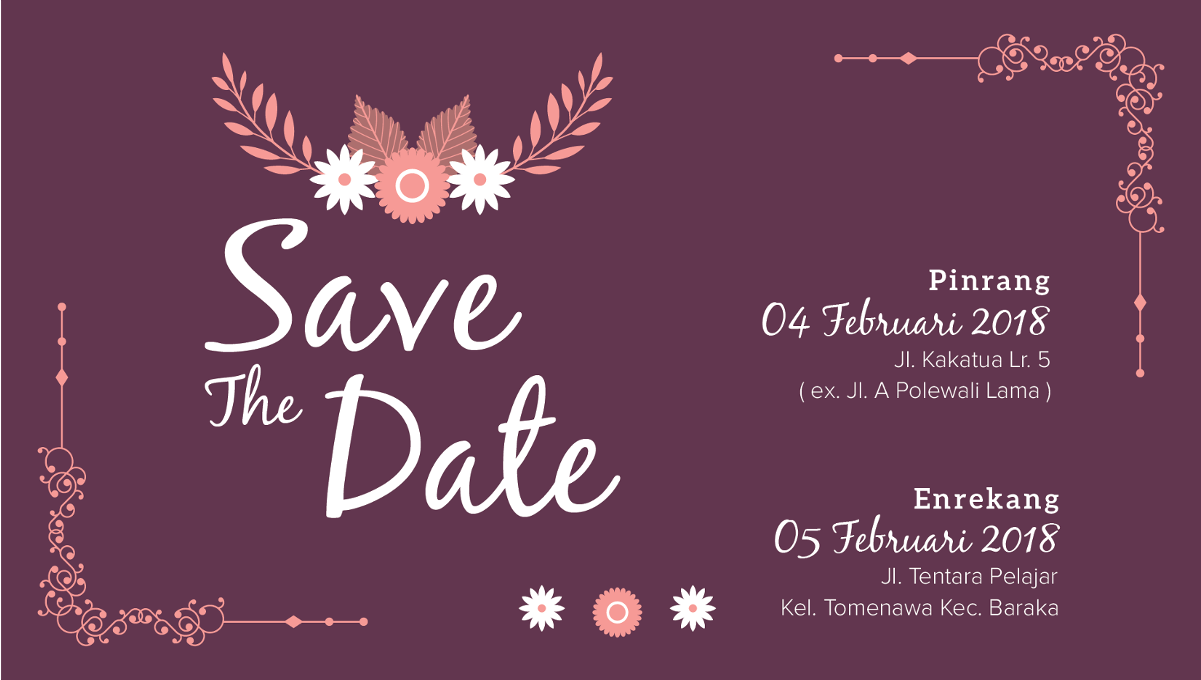 Save
The
Date
Pinrang
04 Februari 2018
Jl. Kakatua Lr. 5
( ex. Jl. A Polewali Lama )
Enrekang
05 Februari 2018
Jl. Tentara Pelajar
Kel. Tomenawa Kec. Baraka